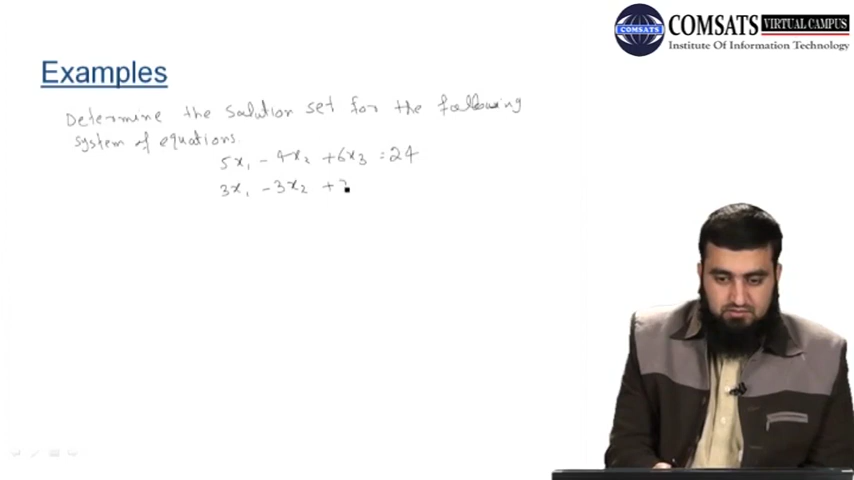 COMSATS VIRTUAL CAMPUS
COMSATS
Institute Of Information Technology
Examples
Determine the solution set for the following
system of equations.
5x₁ - 4x₂ + 6x₃ = 24
3x₁ - 3x₂ +